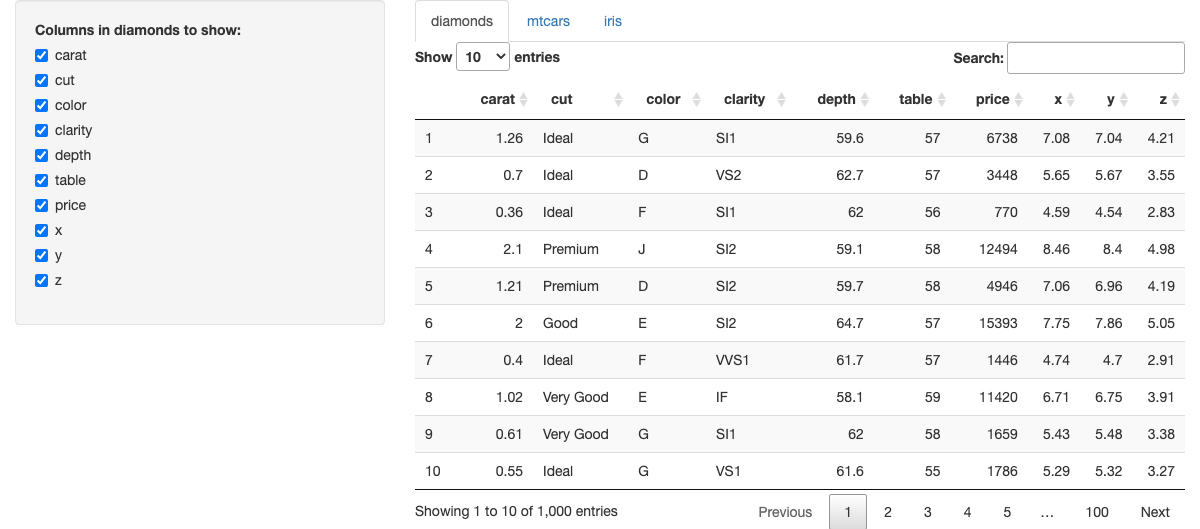 Columns in diamonds to show:
carat
cut
color
clarity
depth
table
price
x
y
z
diamonds mtcars iris
Show 10 entries Search:
carat cut color clarity depth table price x y z
1 1.26 Ideal G SI1 59.6 57 6738 7.08 7.04 4.21
2 0.7 Ideal D VS2 62.7 57 3448 5.65 5.67 3.55
3 0.36 Ideal F SI1 62 56 770 4.59 4.54 2.83
4 2.1 Premium J SI2 59.1 58 12494 8.46 8.4 4.98
5 1.21 Premium D SI2 59.7 58 4946 7.06 6.96 4.19
6 2 Good E SI2 64.7 57 15393 7.75 7.86 5.05
7 0.4 Ideal F VVS1 61.7 57 1446 4.74 4.7 2.91
8 1.02 Very Good E IF 58.1 59 11420 6.71 6.75 3.91
9 0.61 Very Good G SI1 62 58 1659 5.43 5.48 3.38
10 0.55 Ideal G VS1 61.6 55 1786 5.29 5.32 3.27
Showing 1 to 10 of 1,000 entries Previous 1 2 3 4 5 … 100 Next